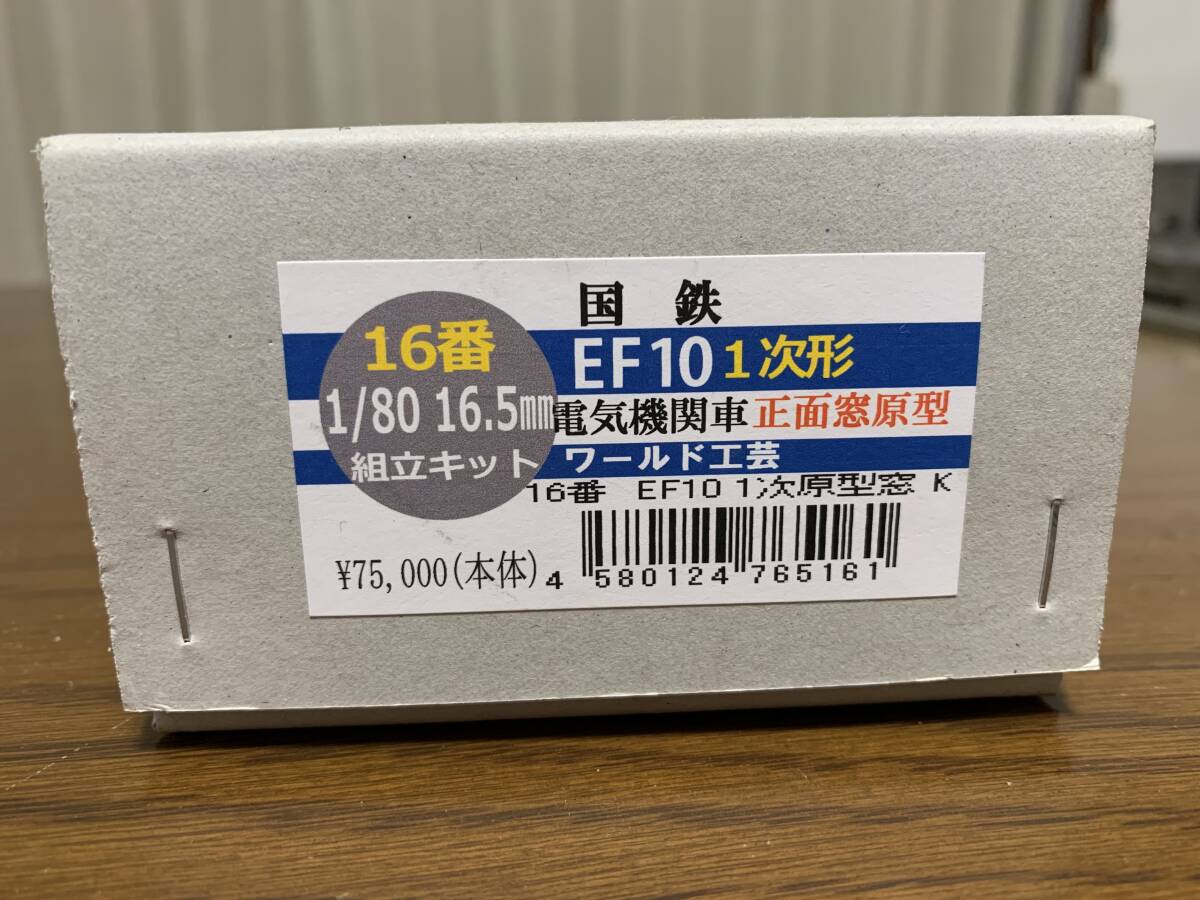 国 鉄
16番
EF10 1次形
1/80 16.5mm
電気機関車 正面窓原型
組立キット
ワールド工芸
16番 EF10 1次原型窓 K
¥75,000(本体)
4 580124 765161